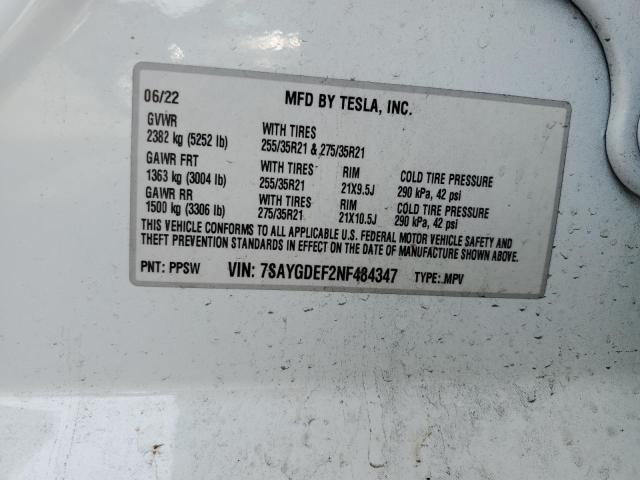 06/22 MFD BY TESLA, INC.
GVWR
2382 kg (5252 lb) WITH TIRES 255/35R21 & 275/35R21
GAWR FRT
1363 kg (3004 lb) WITH TIRES 255/35R21 RIM 21X9.5J COLD TIRE PRESSURE 290 kPa, 42 psi
GAWR RR
1500 kg (3306 lb) WITH TIRES 275/35R21 RIM 21X10.5J COLD TIRE PRESSURE 290 kPa, 42 psi
THIS VEHICLE CONFORMS TO ALL APPLICABLE U.S. FEDERAL MOTOR VEHICLE SAFETY AND
THEFT PREVENTION STANDARDS IN EFFECT ON THE DATE OF MANUFACTURE SHOWN ABOVE.
PNT: PPSW VIN: 7SAYGDEF2NF484347 TYPE: MPV